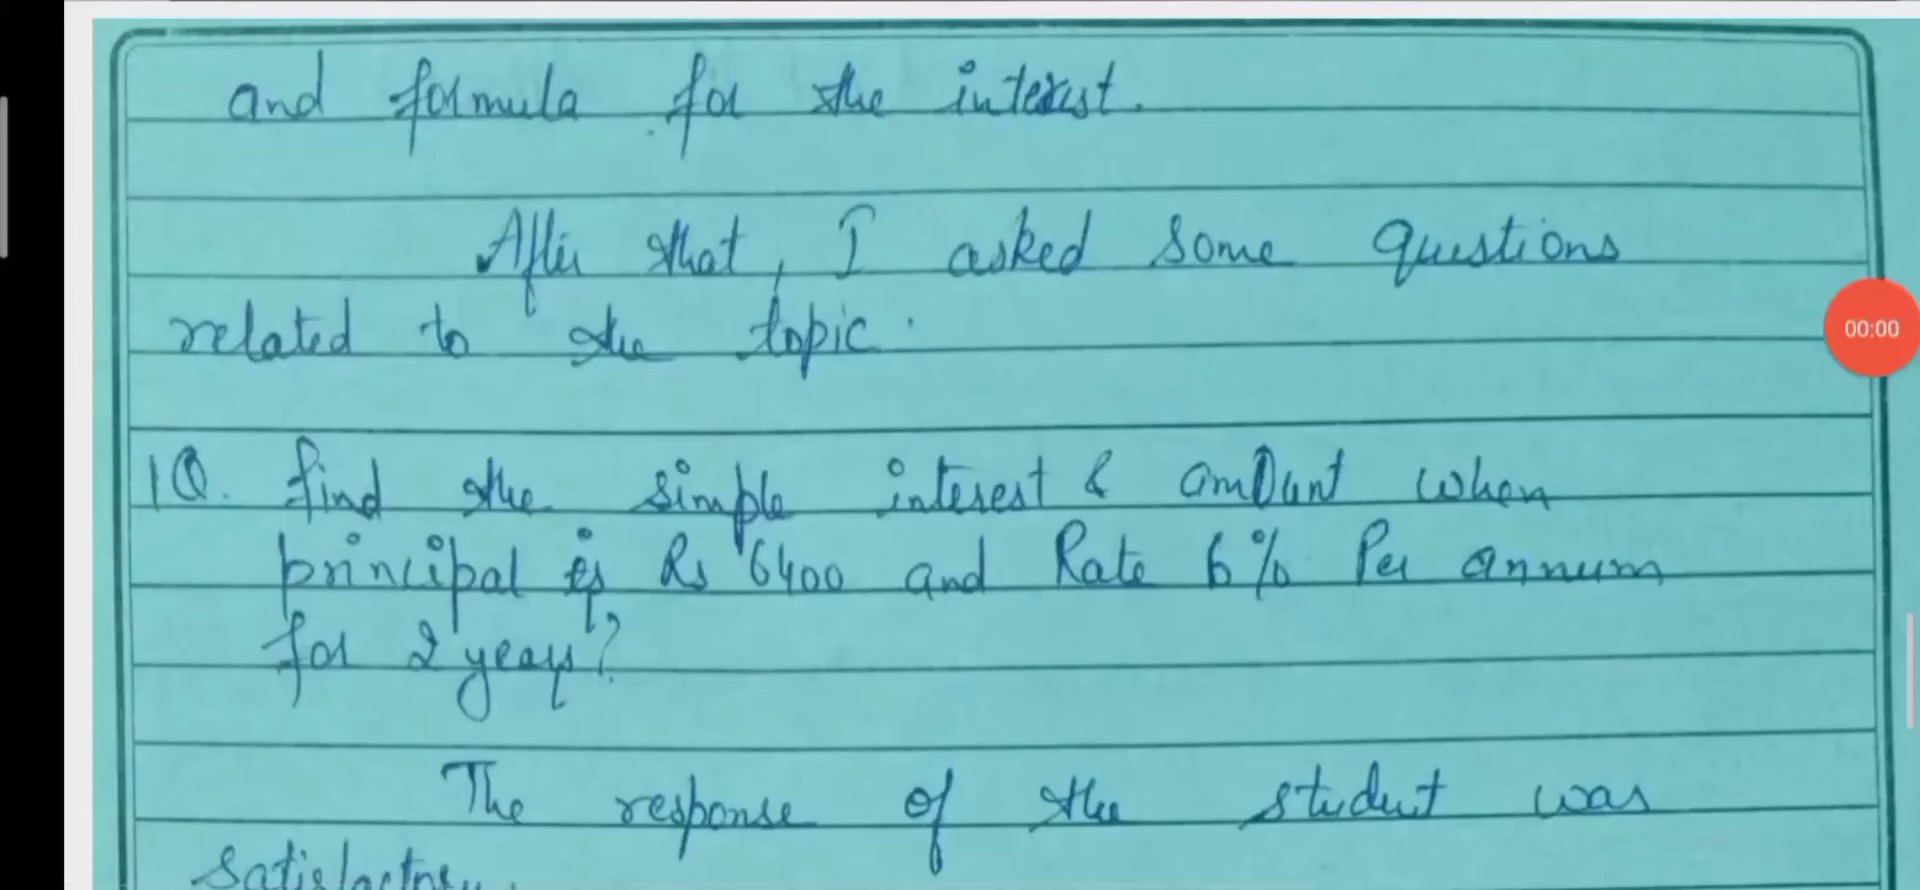 and formula for the interest.
After that, I asked some questions
related to the topic.
1Q. find the simple interest & amount when
principal is Rs 6400 and Rate 6% Per annum
for 2 years?
The response of the student was
satisfactory.
00:00